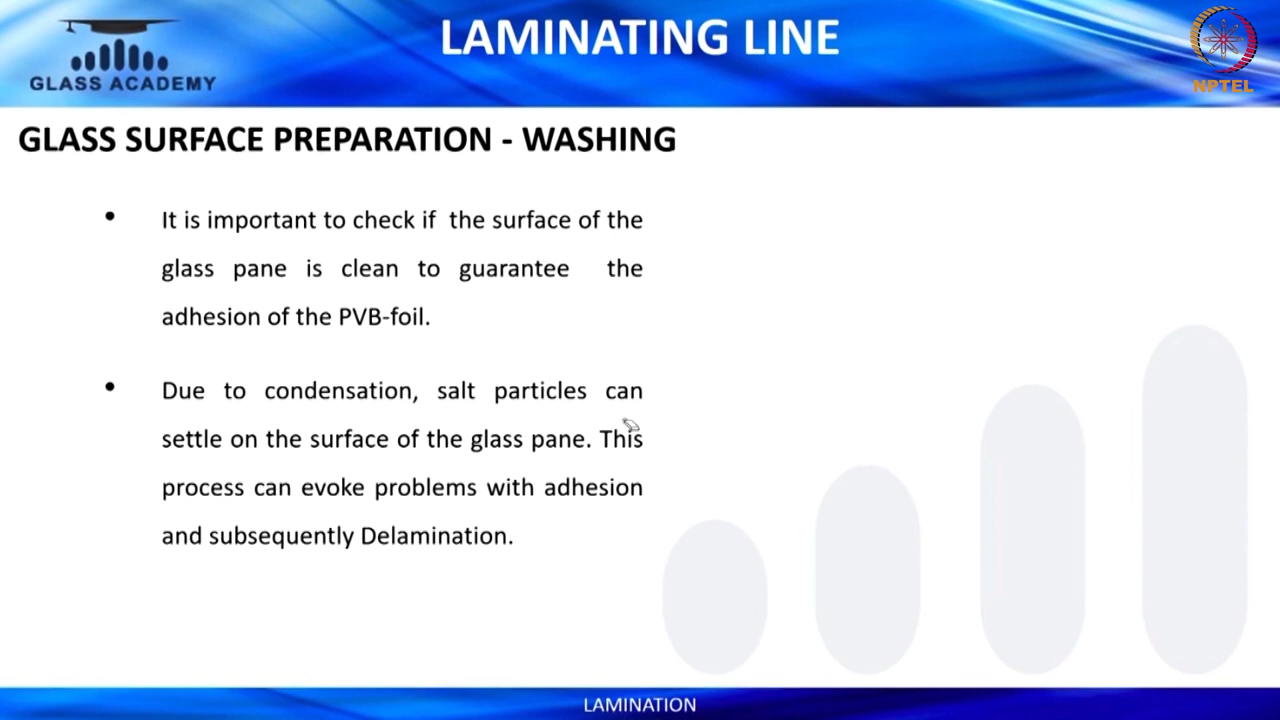 LAMINATING LINE
GLASS ACADEMY
NPTEL
GLASS SURFACE PREPARATION - WASHING
• It is important to check if the surface of the
glass pane is clean to guarantee the
adhesion of the PVB-foil.
• Due to condensation, salt particles can
settle on the surface of the glass pane. This
process can evoke problems with adhesion
and subsequently Delamination.
LAMINATION